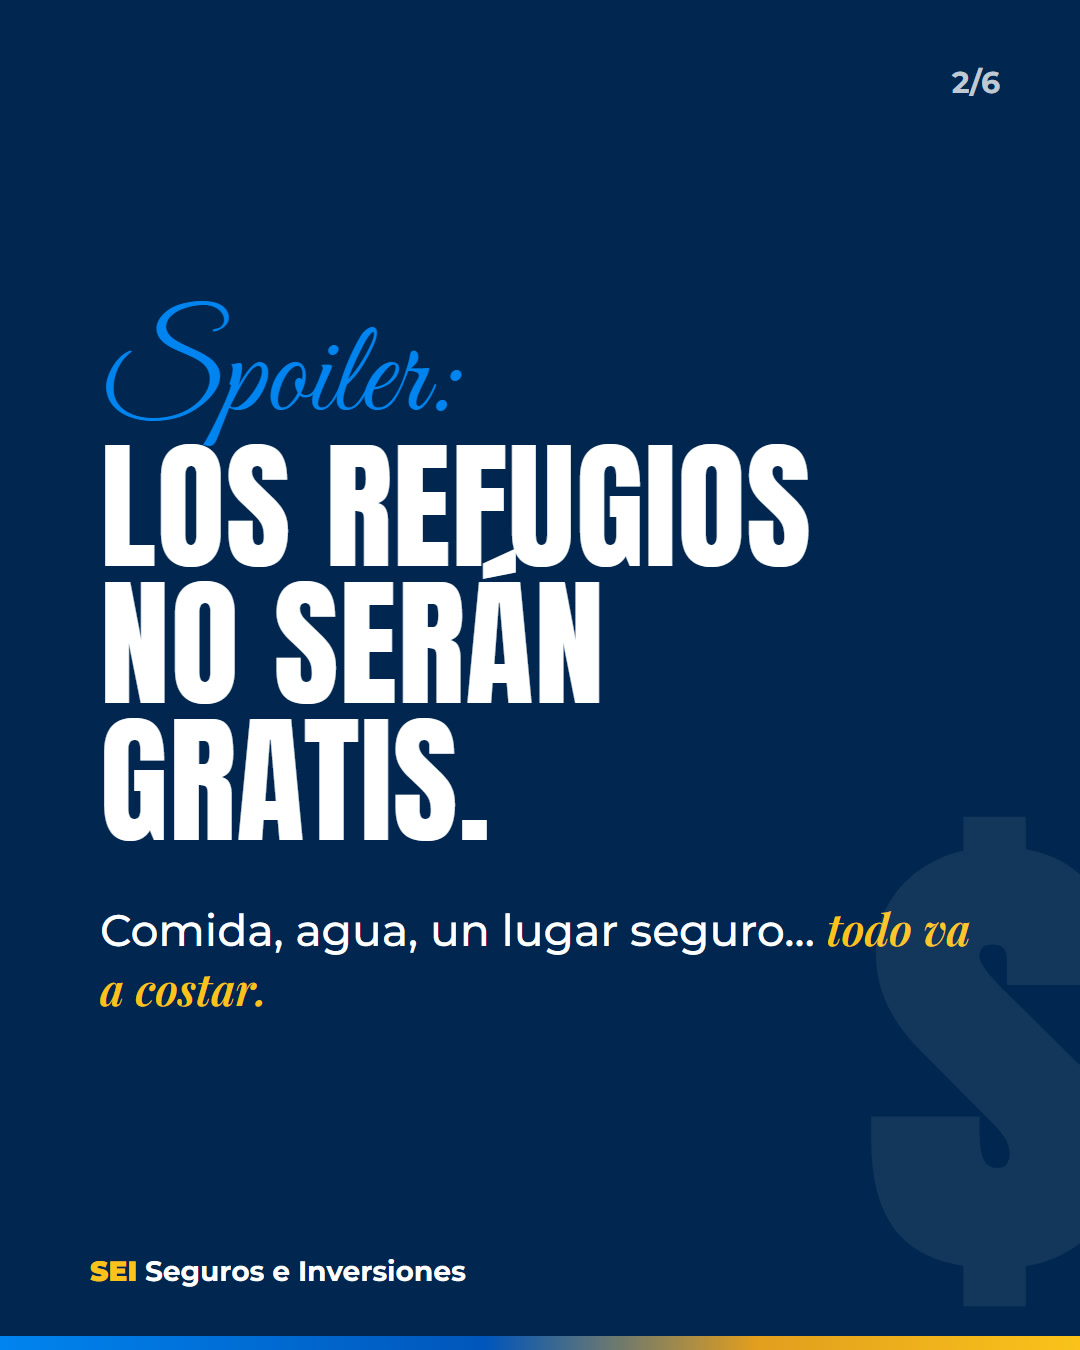 2/6
Spoiler:
LOS REFUGIOS
NO SERÁN
GRATIS.
Comida, agua, un lugar seguro... todo va
a costar.
$
SEI Seguros e Inversiones